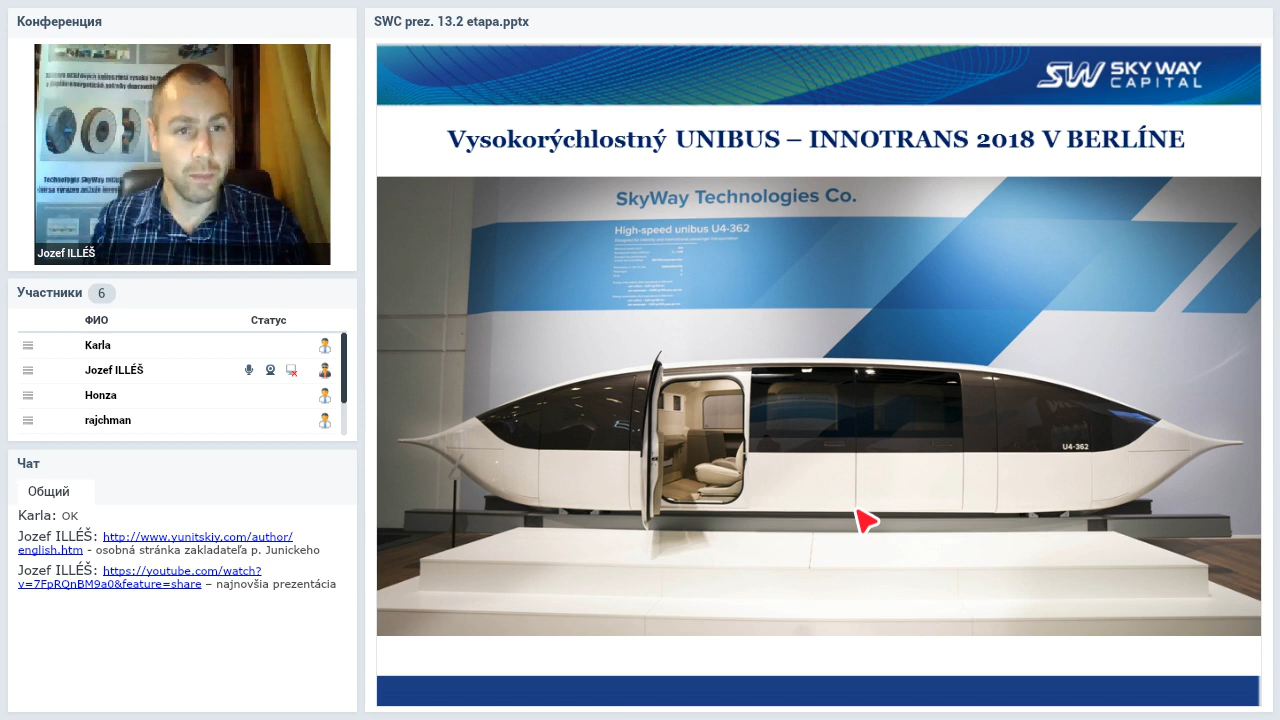 Конференция
Jozef ILLÉŠ
Участники 6
ФИО Статус
Karla
Jozef ILLÉŠ
Honza
rajchman
Чат
Общий
Karla: OK
Jozef ILLÉŠ: http://www.yunitskiy.com/author/
english.htm - osobná stránka zakladateľa p. Junickeho
Jozef ILLÉŠ: https://youtube.com/watch?
v=7FpRQnBM9a0&feature=share – najnovšia prezentácia
SWC prez. 13.2 etapa.pptx
SW SKY WAY
CAPITAL
Vysokorýchlostný UNIBUS – INNOTRANS 2018 V BERLÍNE
SkyWay Technologies Co.
High-speed unibus U4-362
U4-362